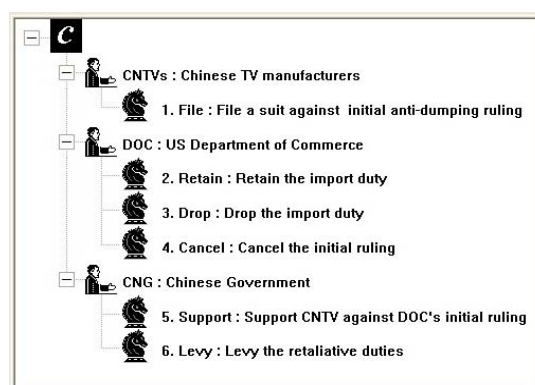 C
CNTVs : Chinese TV manufacturers
1. File : File a suit against initial anti-dumping ruling
DOC : US Department of Commerce
2. Retain : Retain the import duty
3. Drop : Drop the import duty
4. Cancel : Cancel the initial ruling
CNG : Chinese Government
5. Support : Support CNTV against DOC's initial ruling
6. Levy : Levy the retaliative duties